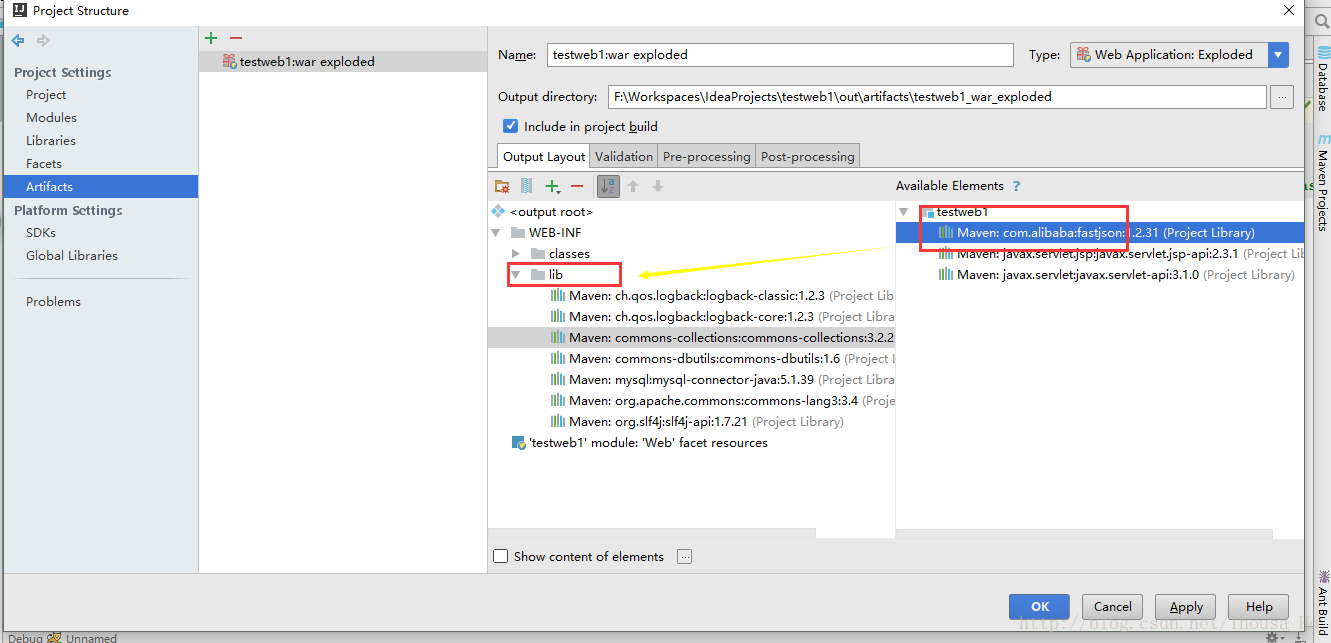 Project Structure
Project Settings
Project
Modules
Libraries
Facets
Artifacts
Platform Settings
SDKs
Global Libraries
Problems
testweb1:war exploded
Name: testweb1:war exploded Type: Web Application: Exploded
Output directory: F:\Workspaces\IdeaProjects\testweb1\out\artifacts\testweb1_war_exploded ...
Include in project build
Output Layout Validation Pre-processing Post-processing
Available Elements ?
<output root>
WEB-INF
classes
lib
Maven: ch.qos.logback:logback-classic:1.2.3 (Project Lib
Maven: ch.qos.logback:logback-core:1.2.3 (Project Libra
Maven: commons-collections:commons-collections:3.2.2
Maven: commons-dbutils:commons-dbutils:1.6 (Project L
Maven: mysql:mysql-connector-java:5.1.39 (Project Libra
Maven: org.apache.commons:commons-lang3:3.4 (Proje
Maven: org.slf4j:slf4j-api:1.7.21 (Project Library)
'testweb1' module: 'Web' facet resources
testweb1
Maven: com.alibaba:fastjson:1.2.31 (Project Library)
Maven: javax.servlet.jsp:javax.servlet.jsp-api:2.3.1 (Project Lib
Maven: javax.servlet:javax.servlet-api:3.1.0 (Project Library)
Show content of elements ...
OK Cancel Apply Help
Database
Maven Projects
Ant Build
Debug Unnamed